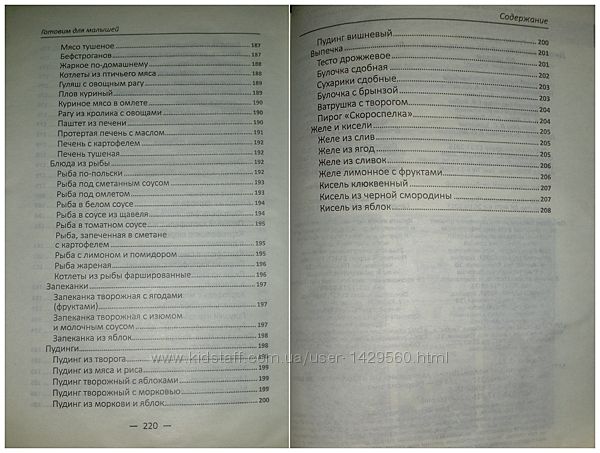 Готовим для малышей
Мясо тушеное 187
Бефстроганов 187
Жаркое по-домашнему 188
Котлеты из птичьего мяса 188
Гуляш с овощным рагу 189
Плов куриный 189
Куриное мясо в омлете 190
Рагу из кролика с овощами 190
Паштет из печени 190
Протертая печень с маслом 191
Печень с картофелем 191
Печень тушеная 191
Блюда из рыбы 192
Рыба по-польски 192
Рыба под сметанным соусом 193
Рыба под омлетом 193
Рыба в белом соусе 194
Рыба в соусе из щавеля 194
Рыба в томатном соусе 195
Рыба, запеченная в сметане
с картофелем 195
Рыба с лимоном и помидором 195
Рыба жареная 196
Котлеты из рыбы фаршированные 196
Запеканки 197
Запеканка творожная с ягодами
(фруктами) 197
Запеканка творожная с изюмом
и молочным соусом 197
Запеканка из яблок 198
Пудинги 198
Пудинг из творога 198
Пудинг из мяса и риса 199
Пудинг творожный с яблоками 199
Пудинг творожный с морковью 199
Пудинг из моркови и яблок 200
— 220 —
Содержание
Пудинг вишневый 200
Выпечка 201
Тесто дрожжевое 201
Булочка сдобная 202
Сухарики сдобные 203
Булочка с брынзой 203
Ватрушка с творогом 203
Пирог «Скороспелка» 204
Желе и кисели 205
Желе из слив 205
Желе из ягод 205
Желе из сливок 206
Желе лимонное с фруктами 206
Кисель клюквенный 207
Кисель из черной смородины 207
Кисель из яблок 208
www.kidstaff.com.ua/user-1429560.html